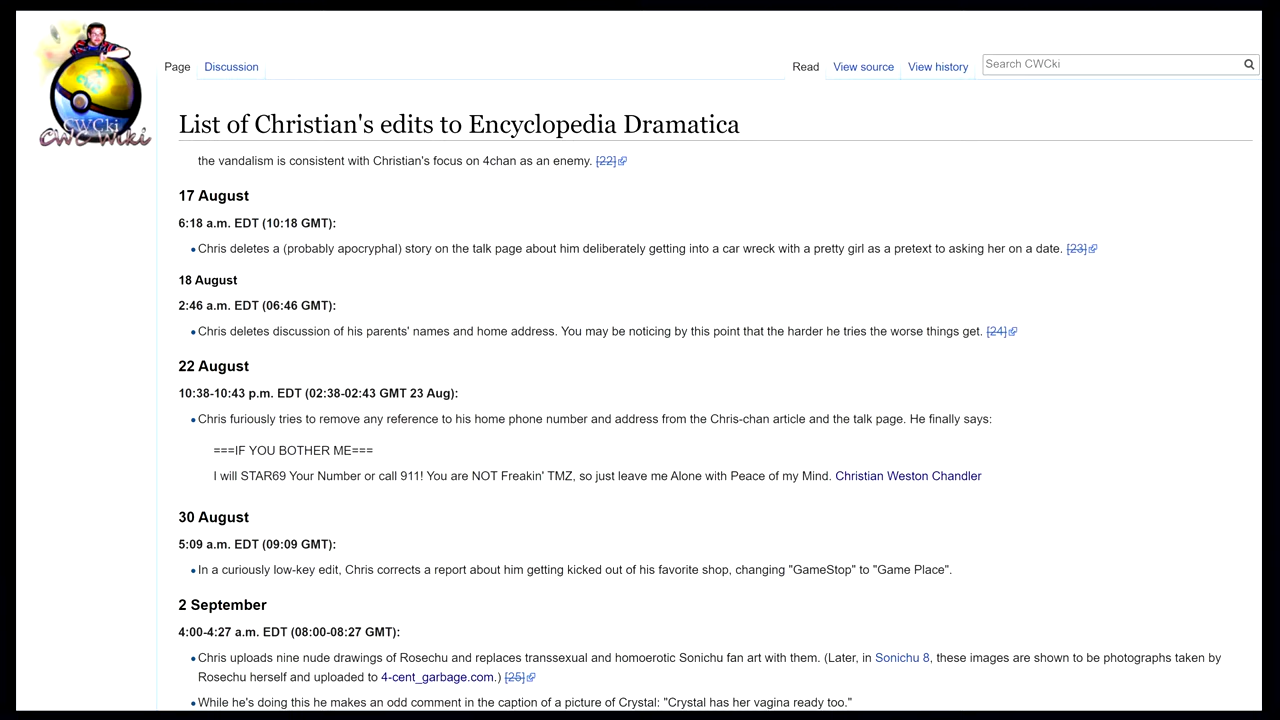 CWCki
CWC Wiki
Page Discussion Read View source View history Search CWCki
List of Christian's edits to Encyclopedia Dramatica
the vandalism is consistent with Christian's focus on 4chan as an enemy. [22]
17 August
6:18 a.m. EDT (10:18 GMT):
• Chris deletes a (probably apocryphal) story on the talk page about him deliberately getting into a car wreck with a pretty girl as a pretext to asking her on a date. [23]
18 August
2:46 a.m. EDT (06:46 GMT):
• Chris deletes discussion of his parents' names and home address. You may be noticing by this point that the harder he tries the worse things get. [24]
22 August
10:38-10:43 p.m. EDT (02:38-02:43 GMT 23 Aug):
• Chris furiously tries to remove any reference to his home phone number and address from the Chris-chan article and the talk page. He finally says:
===IF YOU BOTHER ME===
I will STAR69 Your Number or call 911! You are NOT Freakin' TMZ, so just leave me Alone with Peace of my Mind. Christian Weston Chandler
30 August
5:09 a.m. EDT (09:09 GMT):
• In a curiously low-key edit, Chris corrects a report about him getting kicked out of his favorite shop, changing "GameStop" to "Game Place".
2 September
4:00-4:27 a.m. EDT (08:00-08:27 GMT):
• Chris uploads nine nude drawings of Rosechu and replaces transsexual and homoerotic Sonichu fan art with them. (Later, in Sonichu 8, these images are shown to be photographs taken by
Rosechu herself and uploaded to 4-cent_garbage.com.) [25]
• While he's doing this he makes an odd comment in the caption of a picture of Crystal: "Crystal has her vagina ready too."